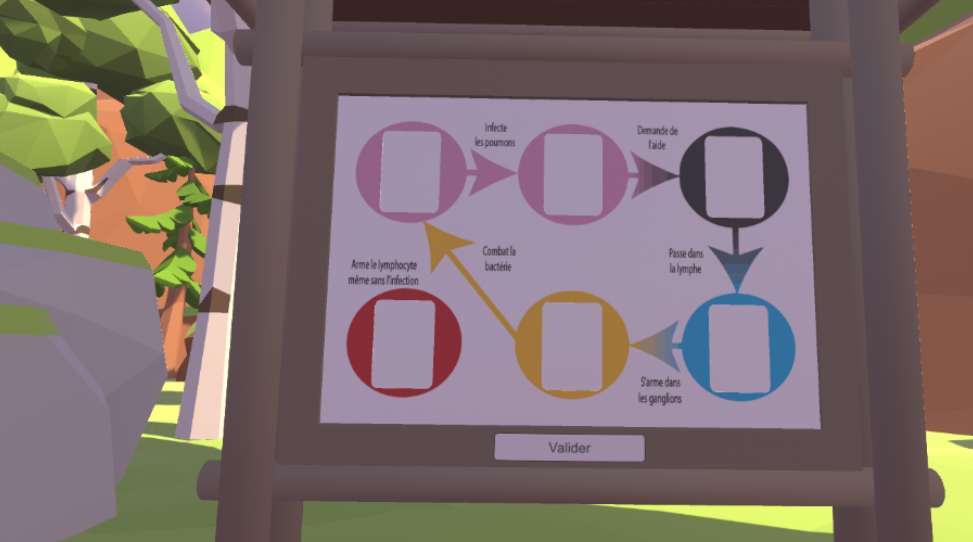 Infecte
les poumons
Demande de
l'aide
Passe dans
la lymphe
Combat la
bactérie
Arme le lymphocyte
même sans l'infection
S'arme dans
les ganglions
Valider